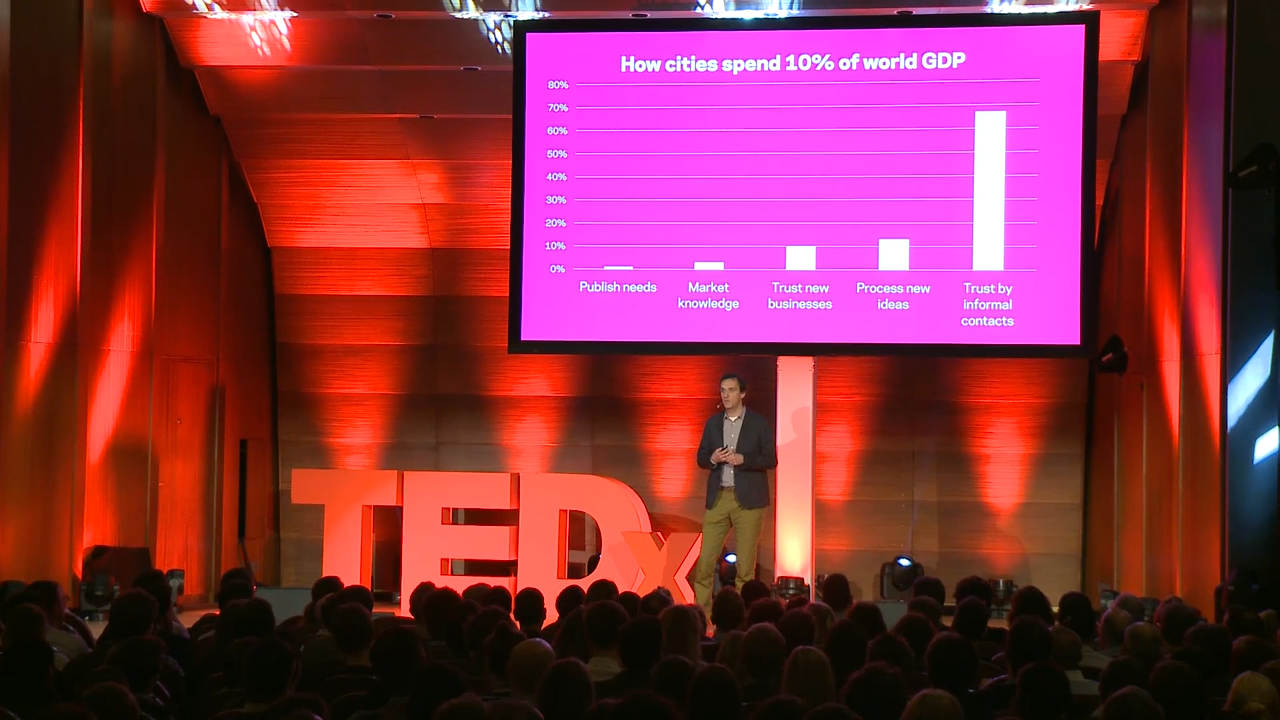 How cities spend 10% of world GDP
80%
70%
60%
50%
40%
30%
20%
10%
0%
Publish needs
Market
knowledge
Trust new
businesses
Process new
ideas
Trust by
informal
contacts
TEDx